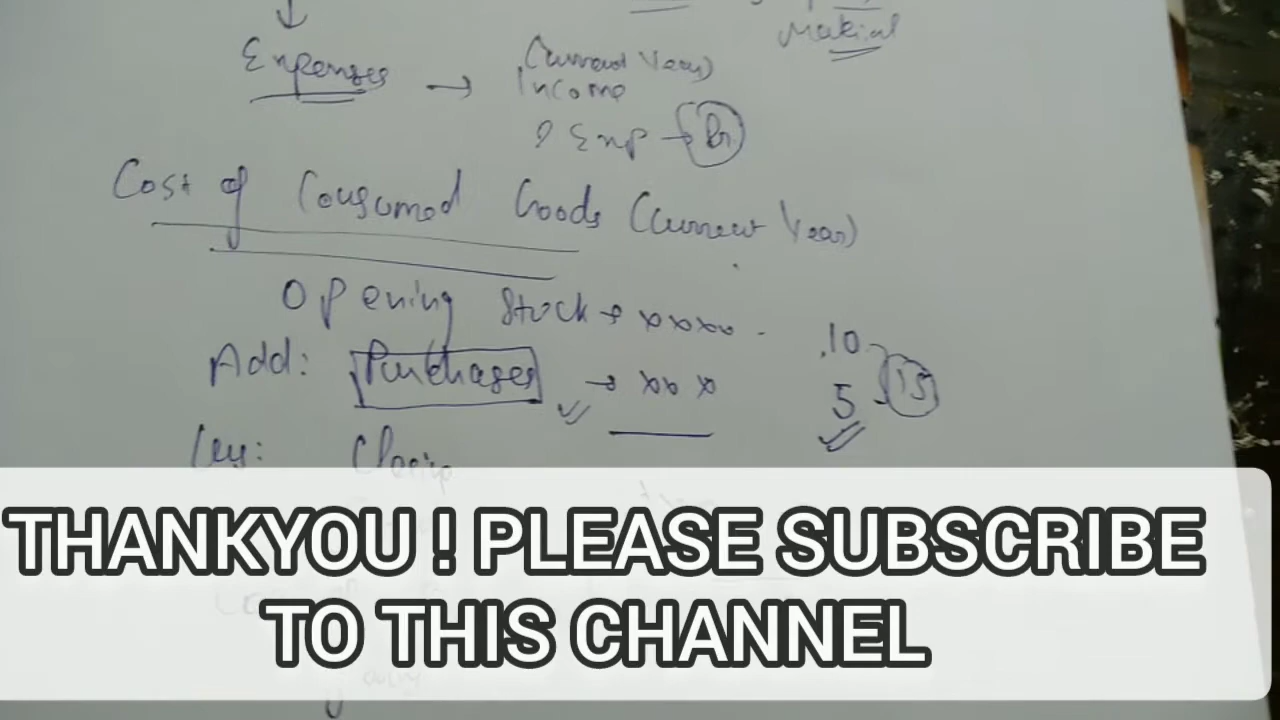 Material
Expenses → (Current Year)
Income
& Exp →
Cost of Consumed Goods (Current Year)
Opening Stock → xxxx - 10
Add: Purchases → xxx 5 15
Less: Closing
THANKYOU ! PLEASE SUBSCRIBE
TO THIS CHANNEL